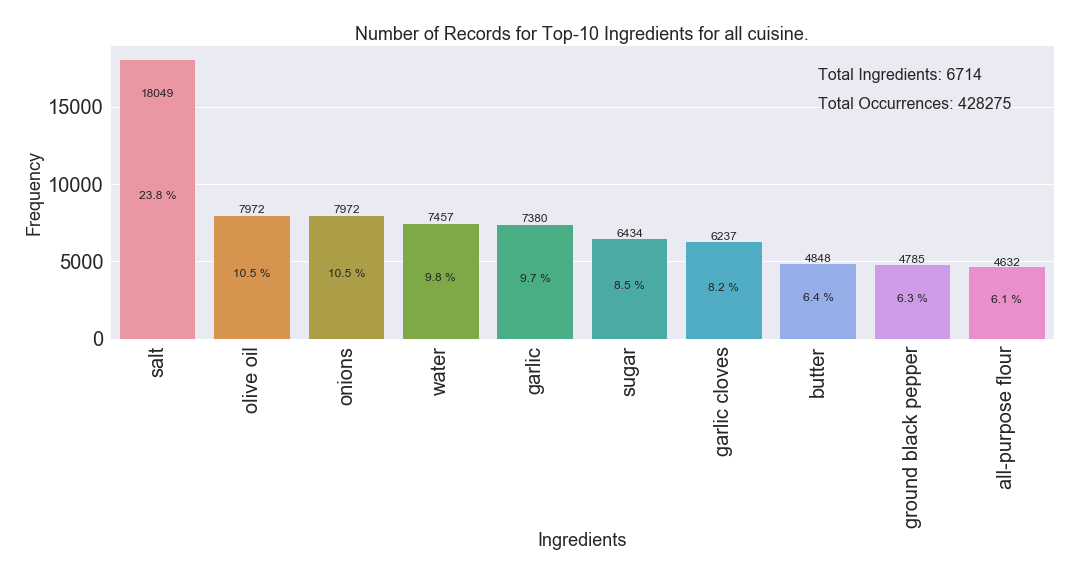 Number of Records for Top-10 Ingredients for all cuisine.
Total Ingredients: 6714
Total Occurrences: 428275
Frequency
15000
10000
5000
0
18049
7972
7972
7457
7380
6434
6237
4848
4785
4632
23.8 %
10.5 %
10.5 %
9.8 %
9.7 %
8.5 %
8.2 %
6.4 %
6.3 %
6.1 %
salt
olive oil
onions
water
garlic
sugar
garlic cloves
butter
ground black pepper
all-purpose flour
Ingredients